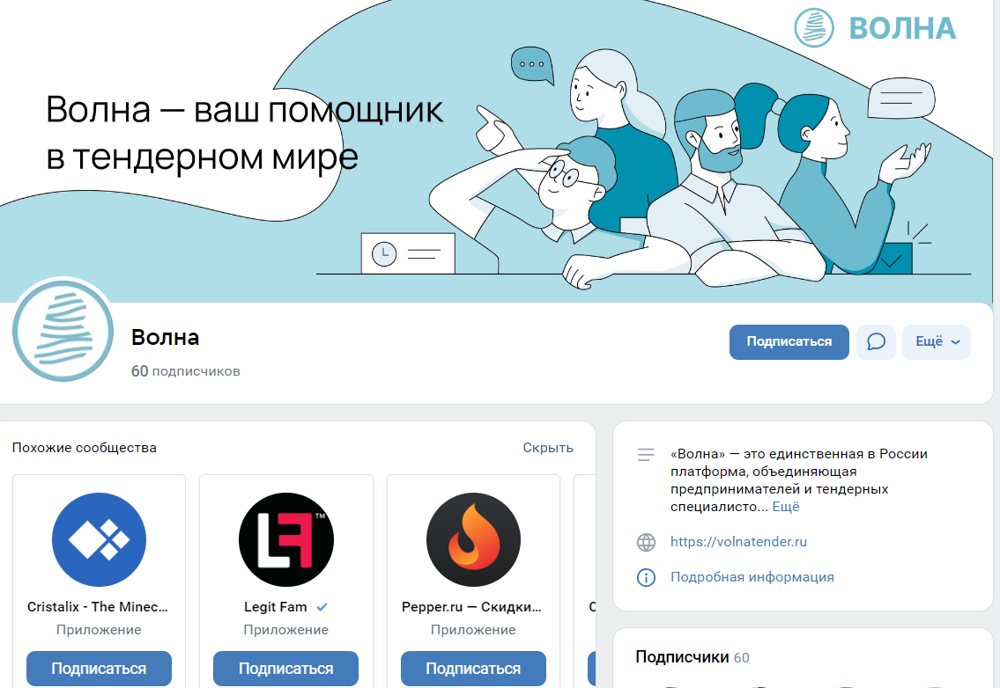 ВОЛНА
Волна — ваш помощник
в тендерном мире
Волна
60 подписчиков
Подписаться
Ещё
Похожие сообщества
Скрыть
Cristalix - The Minec...
Приложение
Подписаться
LF™
Legit Fam
Приложение
Подписаться
Pepper.ru — Скидки...
Приложение
Подписаться
«Волна» — это единственная в России
платформа, объединяющая
предпринимателей и тендерных
специалисто... Ещё
https://volnatender.ru
Подробная информация
Подписчики 60